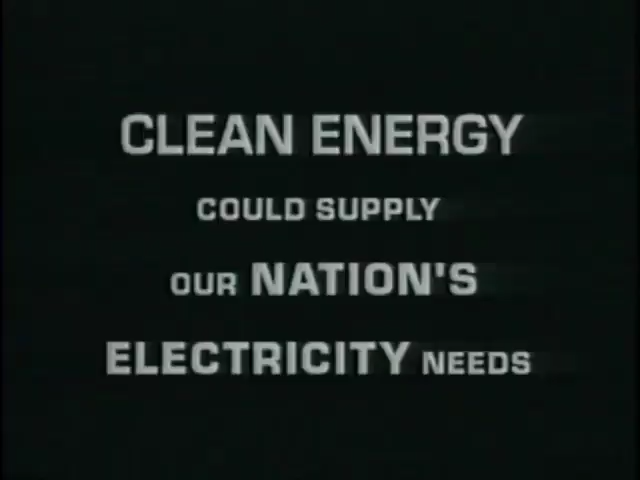 CLEAN ENERGY
COULD SUPPLY
OUR NATION'S
ELECTRICITY NEEDS